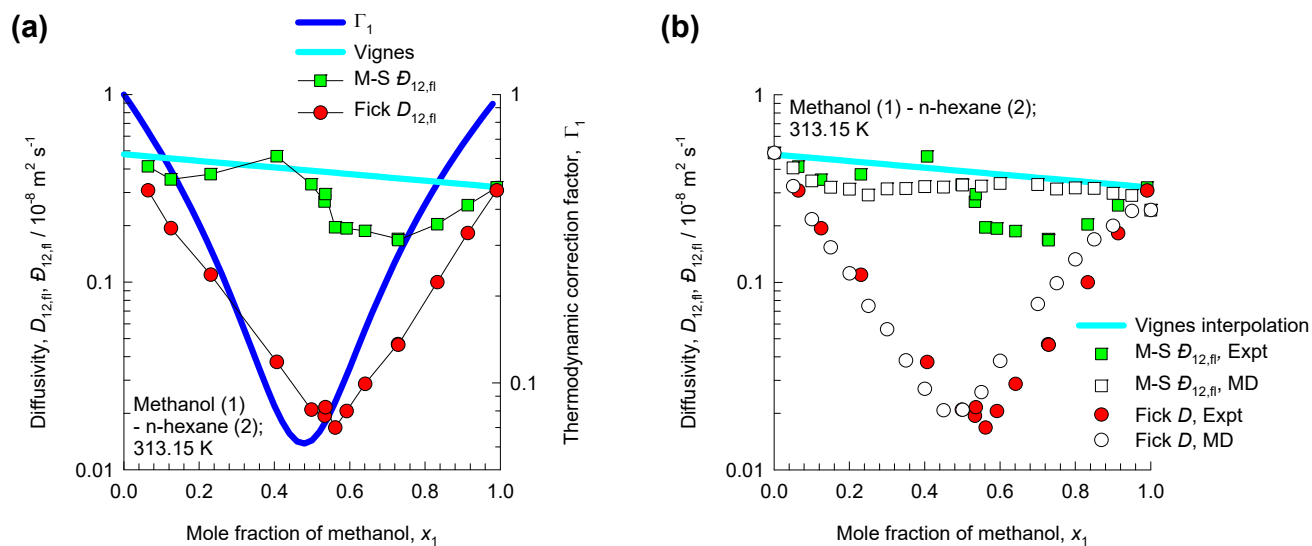 (a)
Γ1
Vignes
M-S Đ12,fl
Fick D12,fl
Diffusivity, D12,fl, Đ12,fl / 10-8 m2 s-1
1
0.1
0.01
Methanol (1)
- n-hexane (2);
313.15 K
1
0.1
Thermodynamic correction factor, Γ1
0.0 0.2 0.4 0.6 0.8 1.0
Mole fraction of methanol, x1
(b)
Diffusivity, D12,fl, Đ12,fl / 10-8 m2 s-1
1
0.1
0.01
Methanol (1) - n-hexane (2);
313.15 K
Vignes interpolation
M-S Đ12,fl, Expt
M-S Đ12,fl, MD
Fick D, Expt
Fick D, MD
0.0 0.2 0.4 0.6 0.8 1.0
Mole fraction of methanol, x1